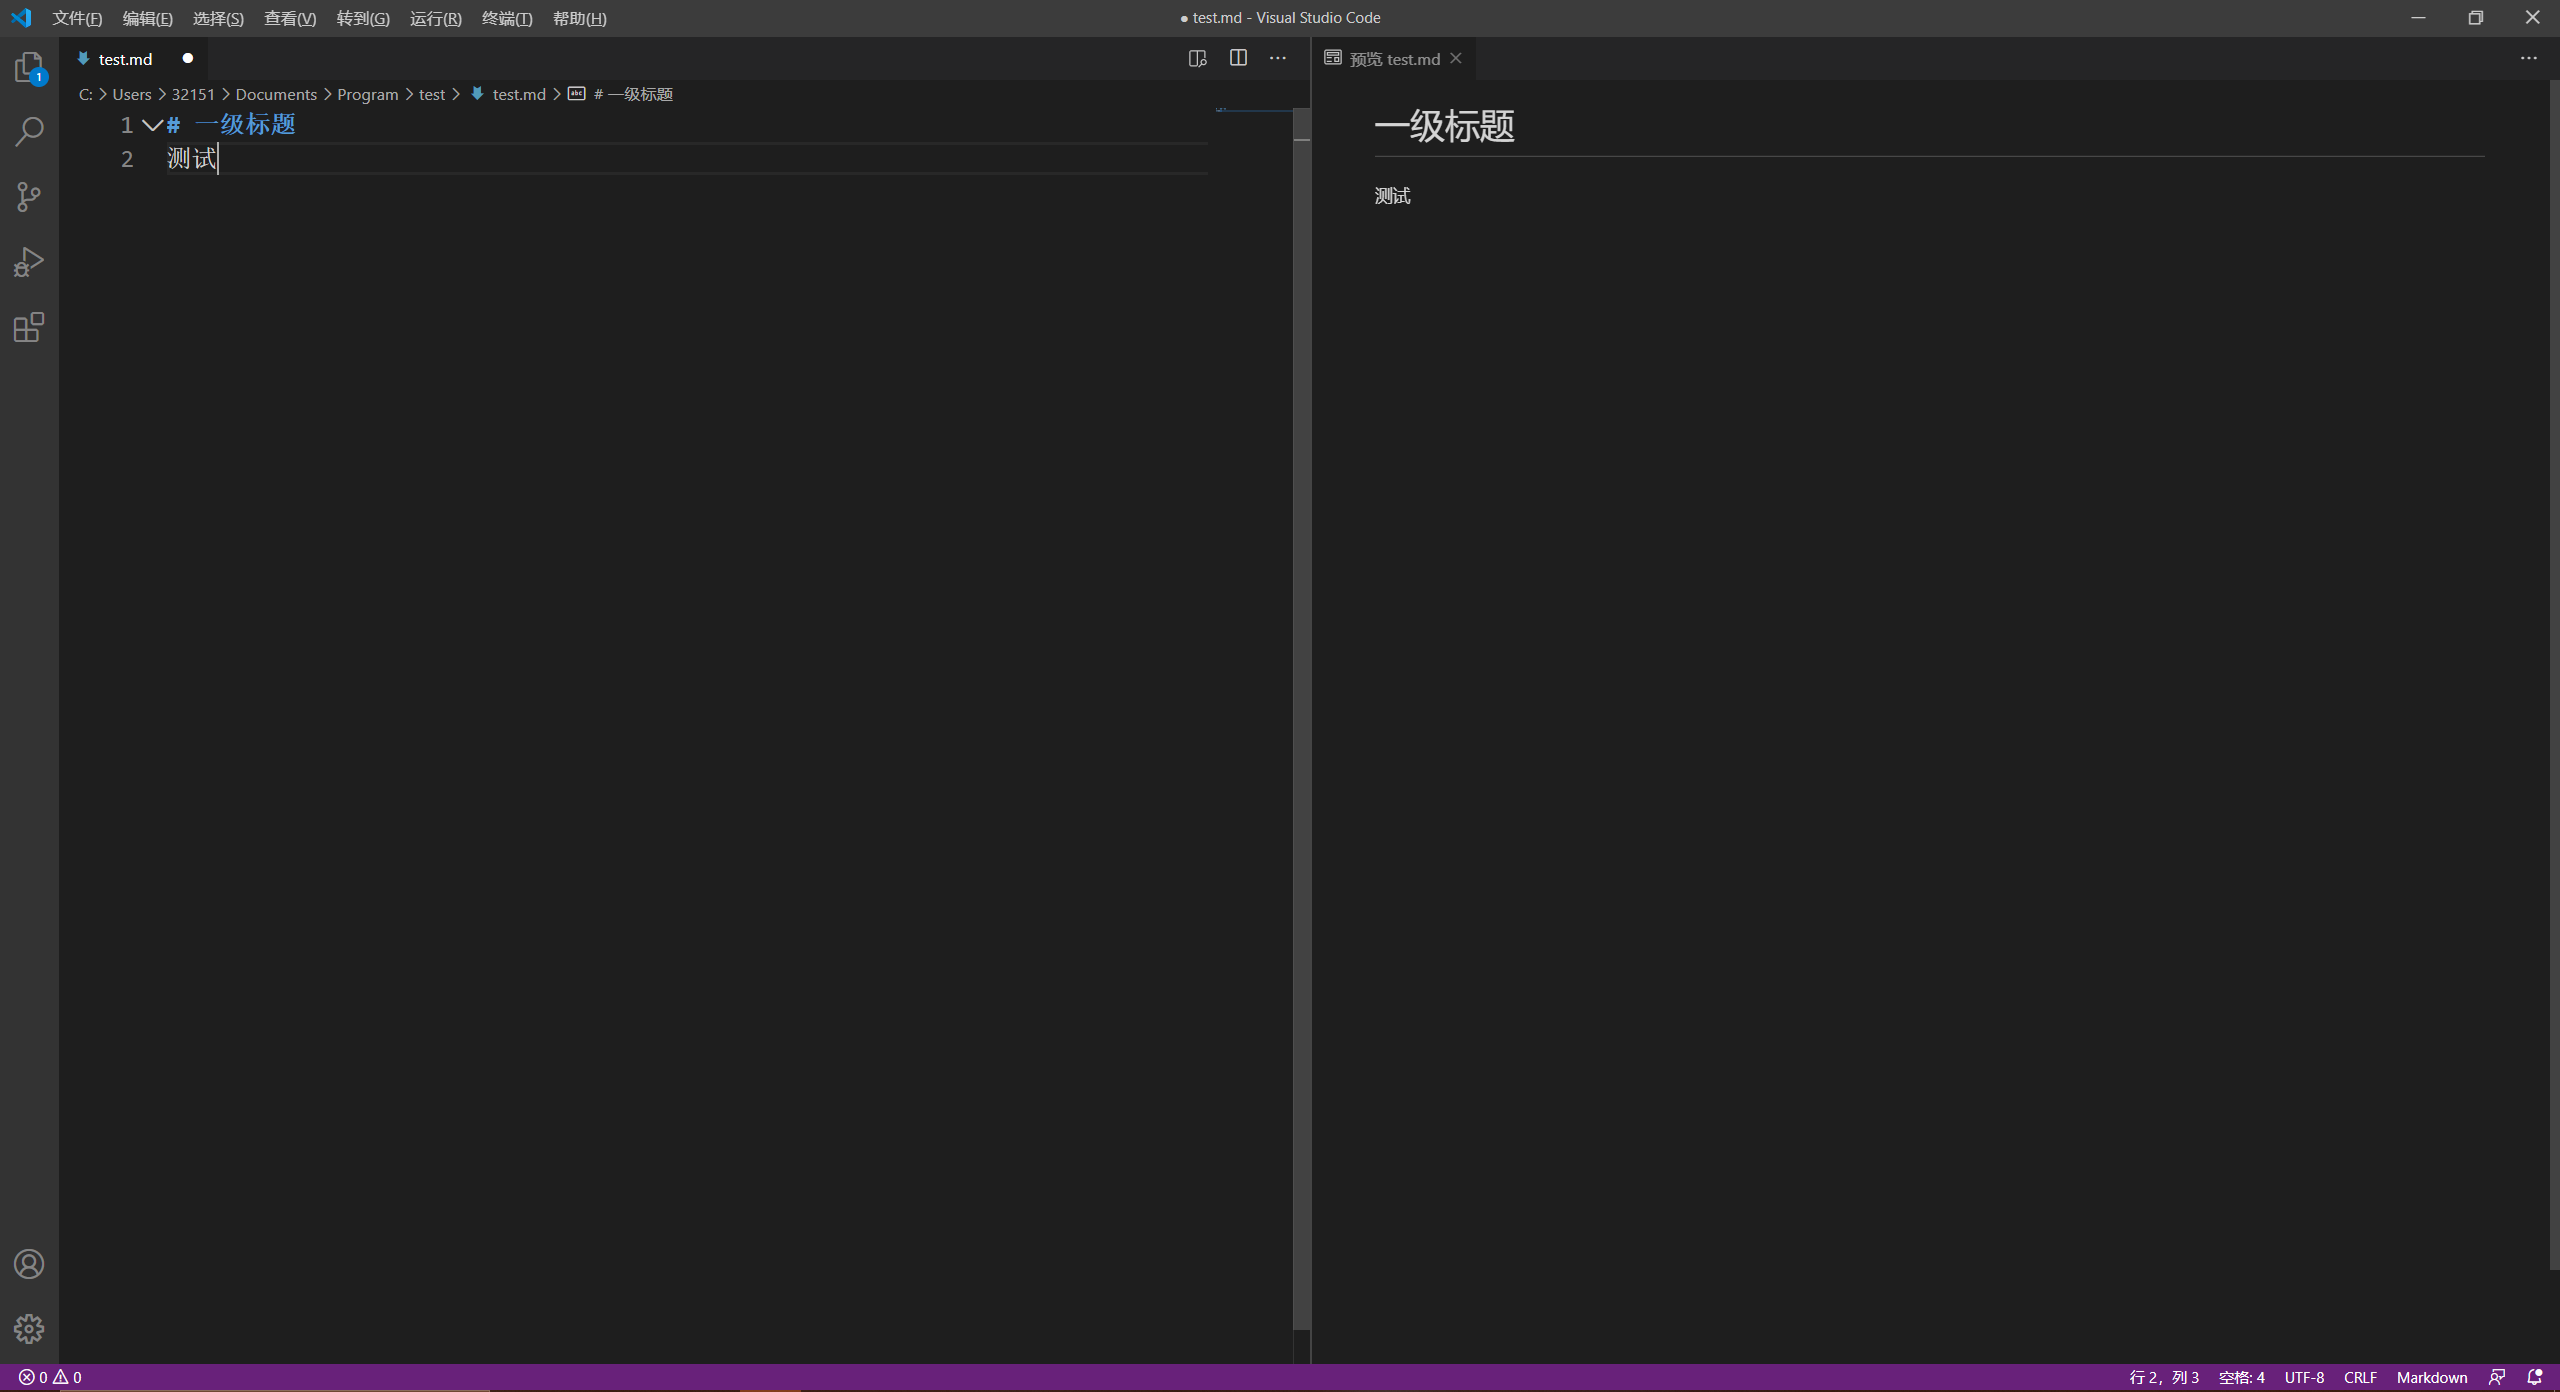 文件(F) 编辑(E) 选择(S) 查看(V) 转到(G) 运行(R) 终端(T) 帮助(H) ● test.md - Visual Studio Code
1
test.md ●
C: > Users > 32151 > Documents > Program > test > test.md > abc # 一级标题
1 # 一级标题
2 测试
预览 test.md
一级标题
测试
0 0 行 2，列 3 空格: 4 UTF-8 CRLF Markdown